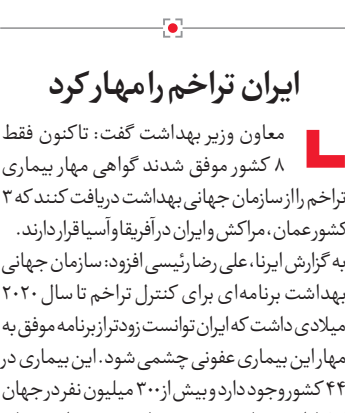 ایران تراخم را مهار کرد
معاون وزیر بهداشت گفت: تاکنون فقط
۸ کشور موفق شدند گواهی مهار بیماری
تراخم را از سازمان جهانی بهداشت دریافت کنند که ۳
کشور عمان، مراکش و ایران در آفریقا و آسیا قرار دارند.
به گزارش ایرنا، علی رضا رئیسی افزود: سازمان جهانی
بهداشت برنامه‌ای برای کنترل تراخم تا سال ۲۰۲۰
میلادی داشت که ایران توانست زودتر از برنامه موفق به
مهار این بیماری عفونی چشمی شود. این بیماری در
۴۴ کشور وجود دارد و بیش از ۳۰۰ میلیون نفر در جهان